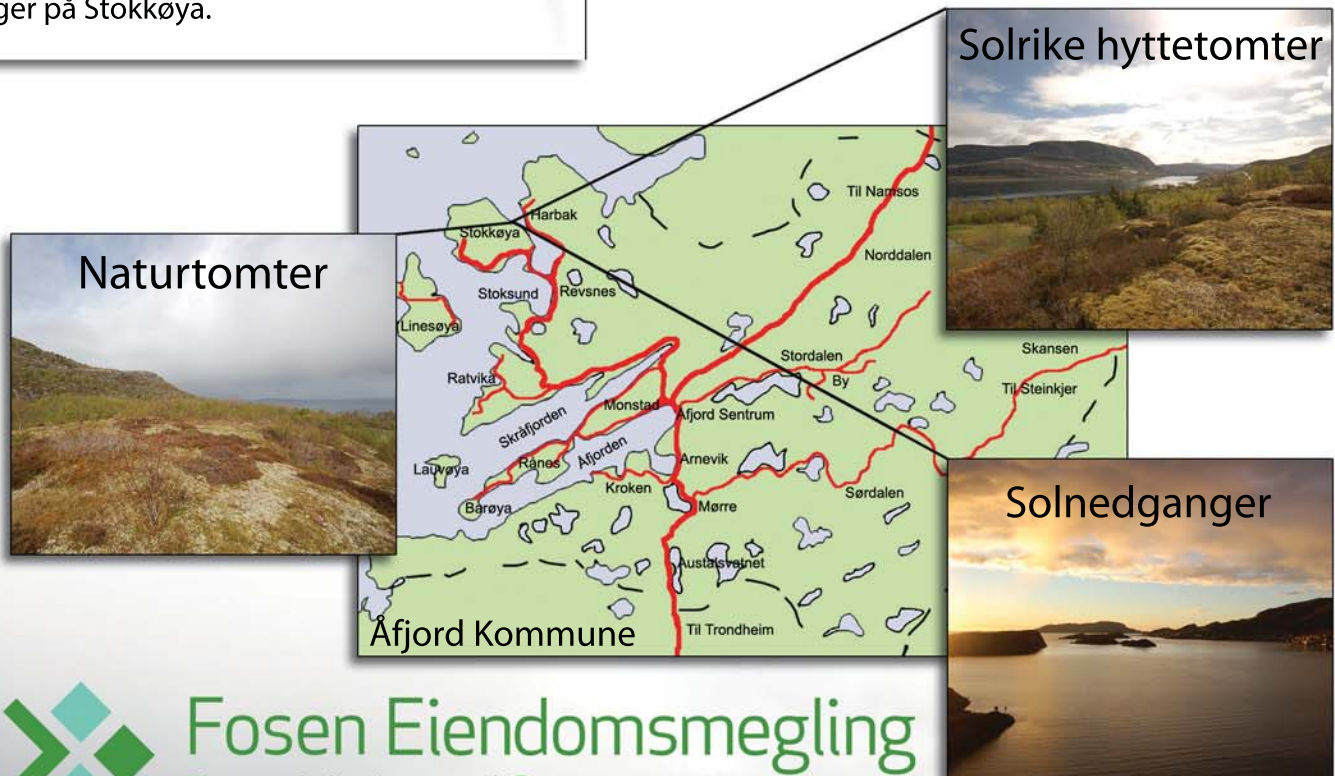 ger på Stokkøya.
Solrike hyttetomter
Naturtomter
Til Namsos
Harbak
Stokkøya
Norddalen
Stoksund
Revsnes
Linesøya
Skansen
Stordalen
By
Ratvika
Til Steinkjer
Monstad
Åfjord Sentrum
Skråfjorden
Åfjorden
Arnevik
Lauvøya
Rånes
Kroken
Sørdalen
Barøya
Mørre
Solnedganger
Austalsvatnet
Til Trondheim
Åfjord Kommune
Fosen Eiendomsmegling